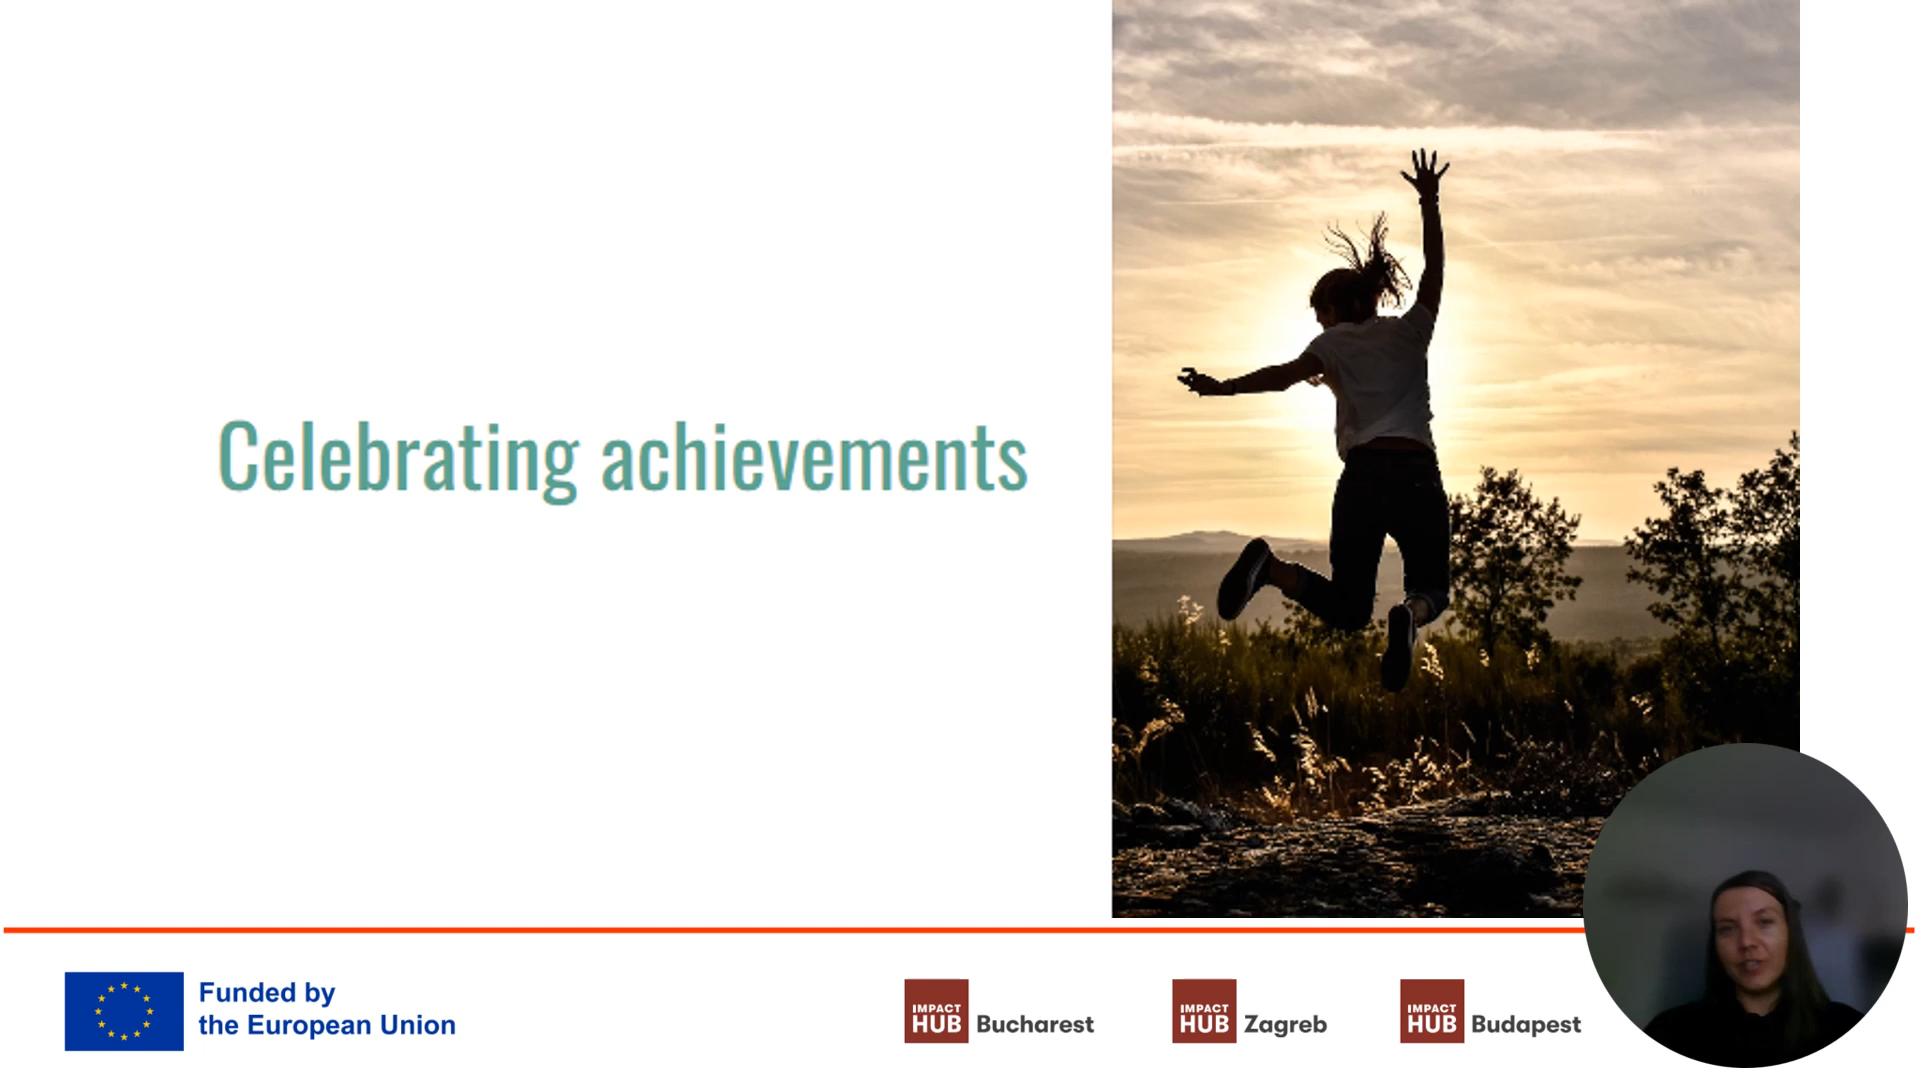 Celebrating achievements
Funded by
the European Union
IMPACT
HUB Bucharest
IMPACT
HUB Zagreb
IMPACT
HUB Budapest